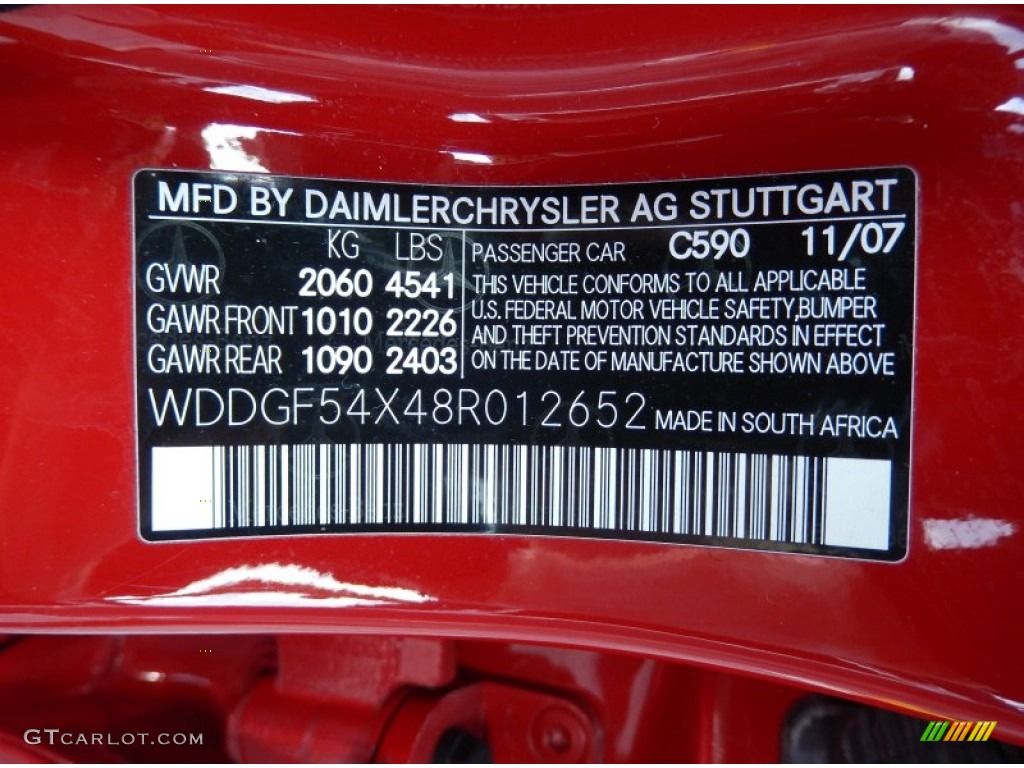 MFD BY DAIMLERCHRYSLER AG STUTTGART
KG LBS
GVWR 2060 4541
GAWR FRONT 1010 2226
GAWR REAR 1090 2403
PASSENGER CAR C590 11/07
THIS VEHICLE CONFORMS TO ALL APPLICABLE
U.S. FEDERAL MOTOR VEHICLE SAFETY,BUMPER
AND THEFT PREVENTION STANDARDS IN EFFECT
ON THE DATE OF MANUFACTURE SHOWN ABOVE
WDDGF54X48R012652 MADE IN SOUTH AFRICA
GTCARLOT.COM